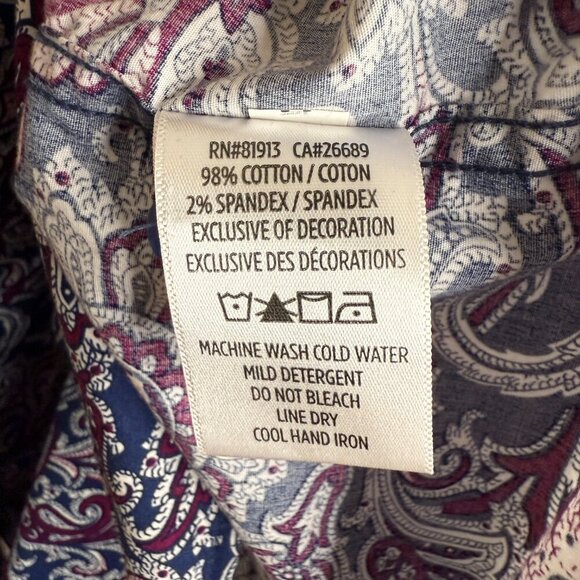 RN#81913 CA#26689
98% COTTON / COTON
2% SPANDEX / SPANDEX
EXCLUSIVE OF DECORATION
EXCLUSIVE DES DÉCORATIONS
MACHINE WASH COLD WATER
MILD DETERGENT
DO NOT BLEACH
LINE DRY
COOL HAND IRON